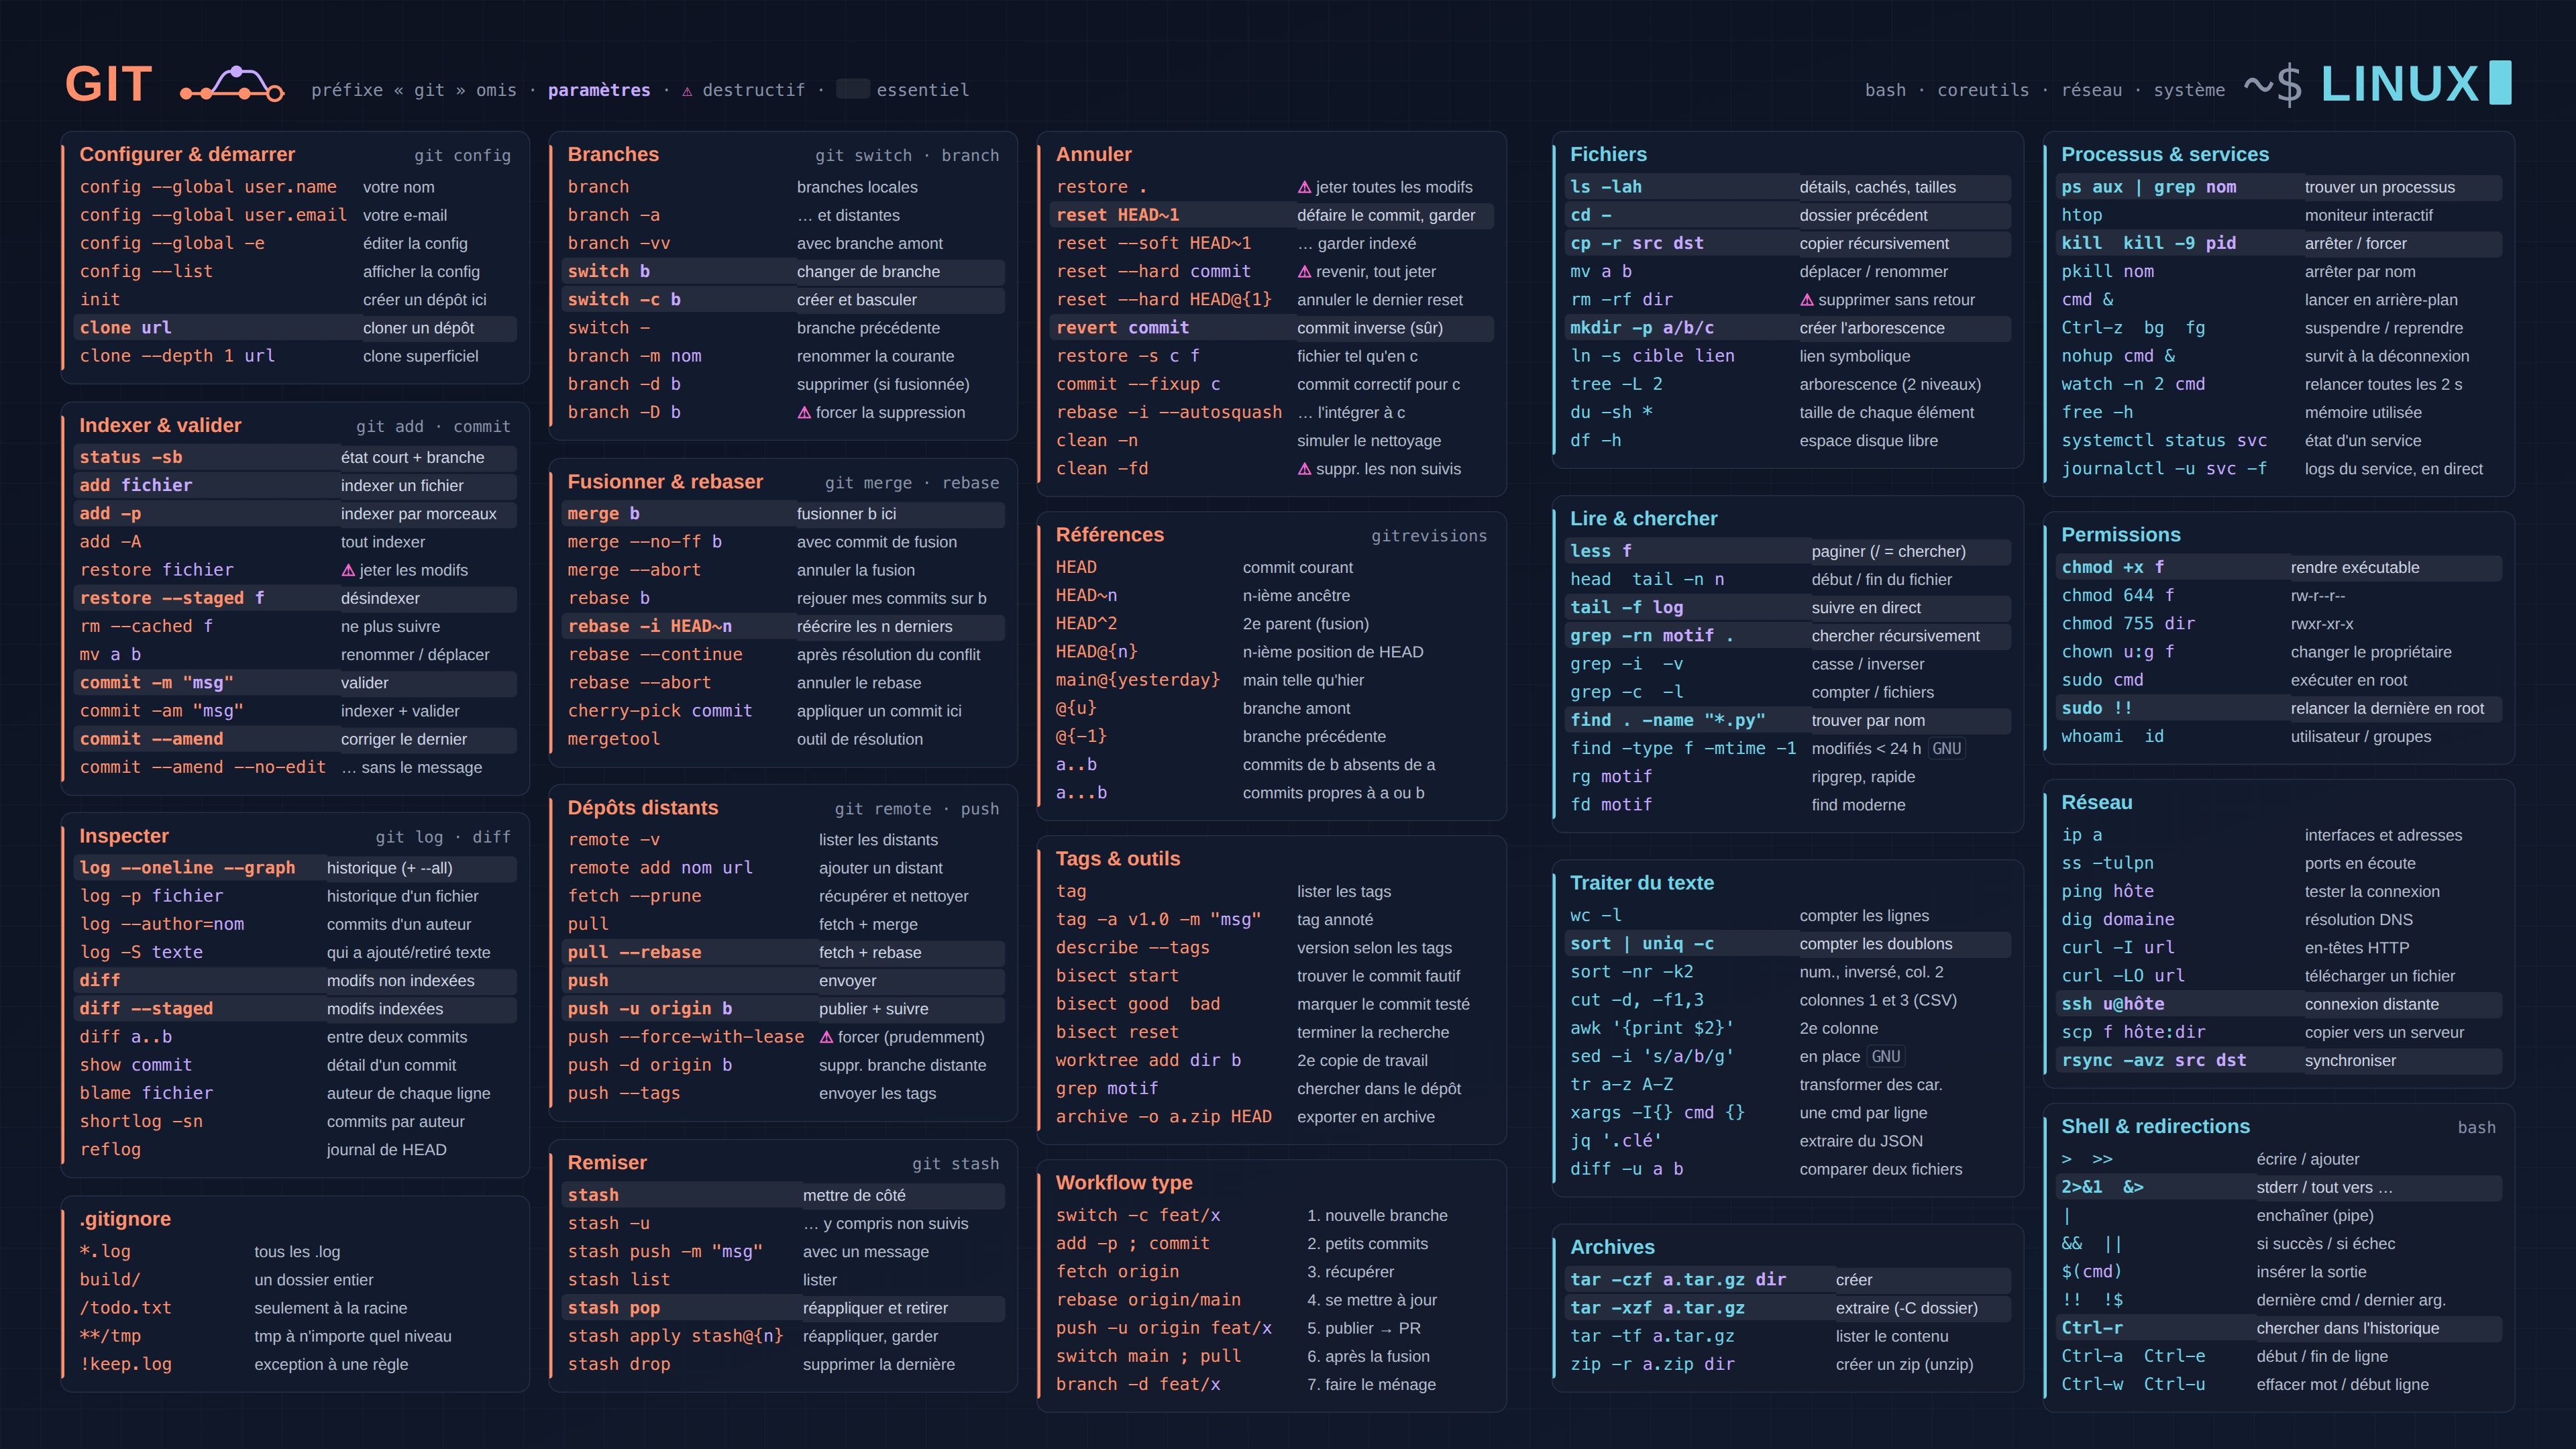 GIT préfixe « git » omis · paramètres · ⚠ destructif · essentiel
bash · coreutils · réseau · système ~$ LINUX
Configurer & démarrer git config
config --global user.name votre nom
config --global user.email votre e-mail
config --global -e éditer la config
config --list afficher la config
init créer un dépôt ici
clone url cloner un dépôt
clone --depth 1 url clone superficiel
Indexer & valider git add · commit
status -sb état court + branche
add fichier indexer un fichier
add -p indexer par morceaux
add -A tout indexer
restore fichier ⚠ jeter les modifs
restore --staged f désindexer
rm --cached f ne plus suivre
mv a b renommer / déplacer
commit -m "msg" valider
commit -am "msg" indexer + valider
commit --amend corriger le dernier
commit --amend --no-edit … sans le message
Inspecter git log · diff
log --oneline --graph historique (+ --all)
log -p fichier historique d'un fichier
log --author=nom commits d'un auteur
log -S texte qui a ajouté/retiré texte
diff modifs non indexées
diff --staged modifs indexées
diff a..b entre deux commits
show commit détail d'un commit
blame fichier auteur de chaque ligne
shortlog -sn commits par auteur
reflog journal de HEAD
.gitignore
*.log tous les .log
build/ un dossier entier
/todo.txt seulement à la racine
**/tmp tmp à n'importe quel niveau
!keep.log exception à une règle
Branches git switch · branch
branch branches locales
branch -a … et distantes
branch -vv avec branche amont
switch b changer de branche
switch -c b créer et basculer
switch - branche précédente
branch -m nom renommer la courante
branch -d b supprimer (si fusionnée)
branch -D b ⚠ forcer la suppression
Fusionner & rebaser git merge · rebase
merge b fusionner b ici
merge --no-ff b avec commit de fusion
merge --abort annuler la fusion
rebase b rejouer mes commits sur b
rebase -i HEAD~n réécrire les n derniers
rebase --continue après résolution du conflit
rebase --abort annuler le rebase
cherry-pick commit appliquer un commit ici
mergetool outil de résolution
Dépôts distants git remote · push
remote -v lister les distants
remote add nom url ajouter un distant
fetch --prune récupérer et nettoyer
pull fetch + merge
pull --rebase fetch + rebase
push envoyer
push -u origin b publier + suivre
push --force-with-lease ⚠ forcer (prudemment)
push -d origin b suppr. branche distante
push --tags envoyer les tags
Remiser git stash
stash mettre de côté
stash -u … y compris non suivis
stash push -m "msg" avec un message
stash list lister
stash pop réappliquer et retirer
stash apply stash@{n} réappliquer, garder
stash drop supprimer la dernière
Annuler
restore . ⚠ jeter toutes les modifs
reset HEAD~1 défaire le commit, garder
reset --soft HEAD~1 … garder indexé
reset --hard commit ⚠ revenir, tout jeter
reset --hard HEAD@{1} annuler le dernier reset
revert commit commit inverse (sûr)
restore -s c f fichier tel qu'en c
commit --fixup c commit correctif pour c
rebase -i --autosquash … l'intégrer à c
clean -n simuler le nettoyage
clean -fd ⚠ suppr. les non suivis
Références gitrevisions
HEAD commit courant
HEAD~n n-ième ancêtre
HEAD^2 2e parent (fusion)
HEAD@{n} n-ième position de HEAD
main@{yesterday} main telle qu'hier
@{u} branche amont
@{-1} branche précédente
a..b commits de b absents de a
a...b commits propres à a ou b
Tags & outils
tag lister les tags
tag -a v1.0 -m "msg" tag annoté
describe --tags version selon les tags
bisect start trouver le commit fautif
bisect good bad marquer le commit testé
bisect reset terminer la recherche
worktree add dir b 2e copie de travail
grep motif chercher dans le dépôt
archive -o a.zip HEAD exporter en archive
Workflow type
switch -c feat/x 1. nouvelle branche
add -p ; commit 2. petits commits
fetch origin 3. récupérer
rebase origin/main 4. se mettre à jour
push -u origin feat/x 5. publier → PR
switch main ; pull 6. après la fusion
branch -d feat/x 7. faire le ménage
Fichiers
ls -lah détails, cachés, tailles
cd - dossier précédent
cp -r src dst copier récursivement
mv a b déplacer / renommer
rm -rf dir ⚠ supprimer sans retour
mkdir -p a/b/c créer l'arborescence
ln -s cible lien lien symbolique
tree -L 2 arborescence (2 niveaux)
du -sh * taille de chaque élément
df -h espace disque libre
Lire & chercher
less f paginer (/ = chercher)
head tail -n n début / fin du fichier
tail -f log suivre en direct
grep -rn motif . chercher récursivement
grep -i -v casse / inverser
grep -c -l compter / fichiers
find . -name "*.py" trouver par nom
find -type f -mtime -1 modifiés < 24 h GNU
rg motif ripgrep, rapide
fd motif find moderne
Traiter du texte
wc -l compter les lignes
sort | uniq -c compter les doublons
sort -nr -k2 num., inversé, col. 2
cut -d, -f1,3 colonnes 1 et 3 (CSV)
awk '{print $2}' 2e colonne
sed -i 's/a/b/g' en place GNU
tr a-z A-Z transformer des car.
xargs -I{} cmd {} une cmd par ligne
jq '.clé' extraire du JSON
diff -u a b comparer deux fichiers
Archives
tar -czf a.tar.gz dir créer
tar -xzf a.tar.gz extraire (-C dossier)
tar -tf a.tar.gz lister le contenu
zip -r a.zip dir créer un zip (unzip)
Processus & services
ps aux | grep nom trouver un processus
htop moniteur interactif
kill kill -9 pid arrêter / forcer
pkill nom arrêter par nom
cmd & lancer en arrière-plan
Ctrl-z bg fg suspendre / reprendre
nohup cmd & survit à la déconnexion
watch -n 2 cmd relancer toutes les 2 s
free -h mémoire utilisée
systemctl status svc état d'un service
journalctl -u svc -f logs du service, en direct
Permissions
chmod +x f rendre exécutable
chmod 644 f rw-r--r--
chmod 755 dir rwxr-xr-x
chown u:g f changer le propriétaire
sudo cmd exécuter en root
sudo !! relancer la dernière en root
whoami id utilisateur / groupes
Réseau
ip a interfaces et adresses
ss -tulpn ports en écoute
ping hôte tester la connexion
dig domaine résolution DNS
curl -I url en-têtes HTTP
curl -LO url télécharger un fichier
ssh u@hôte connexion distante
scp f hôte:dir copier vers un serveur
rsync -avz src dst synchroniser
Shell & redirections bash
> >> écrire / ajouter
2>&1 &> stderr / tout vers …
| enchaîner (pipe)
&& || si succès / si échec
$(cmd) insérer la sortie
!! !$ dernière cmd / dernier arg.
Ctrl-r chercher dans l'historique
Ctrl-a Ctrl-e début / fin de ligne
Ctrl-w Ctrl-u effacer mot / début ligne